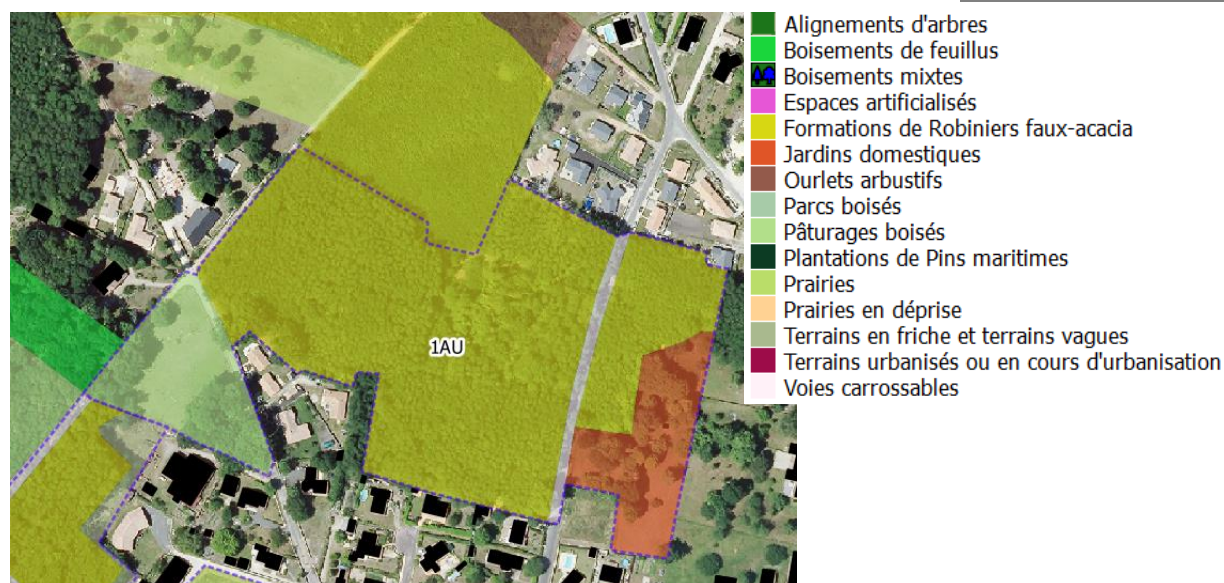 1AU
Alignements d'arbres
Boisements de feuillus
Boisements mixtes
Espaces artificialisés
Formations de Robiniers faux-acacia
Jardins domestiques
Ourlets arbustifs
Parcs boisés
Pâturages boisés
Plantations de Pins maritimes
Prairies
Prairies en déprise
Terrains en friche et terrains vagues
Terrains urbanisés ou en cours d'urbanisation
Voies carrossables